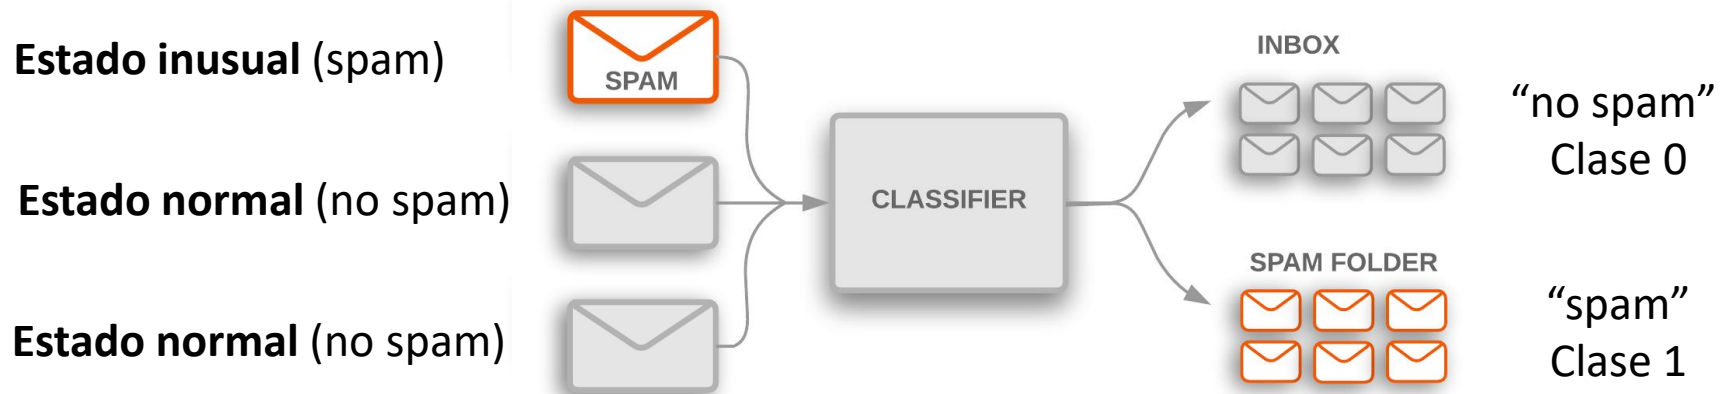 Estado inusual (spam)
SPAM
Estado normal (no spam)
Estado normal (no spam)
CLASSIFIER
INBOX
“no spam”
Clase 0
SPAM FOLDER
“spam”
Clase 1